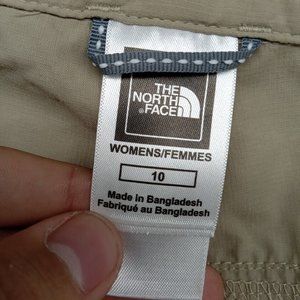 THE
NORTH
FACE
WOMENS/FEMMES
10
Made in Bangladesh
Fabriqué au Bangladesh